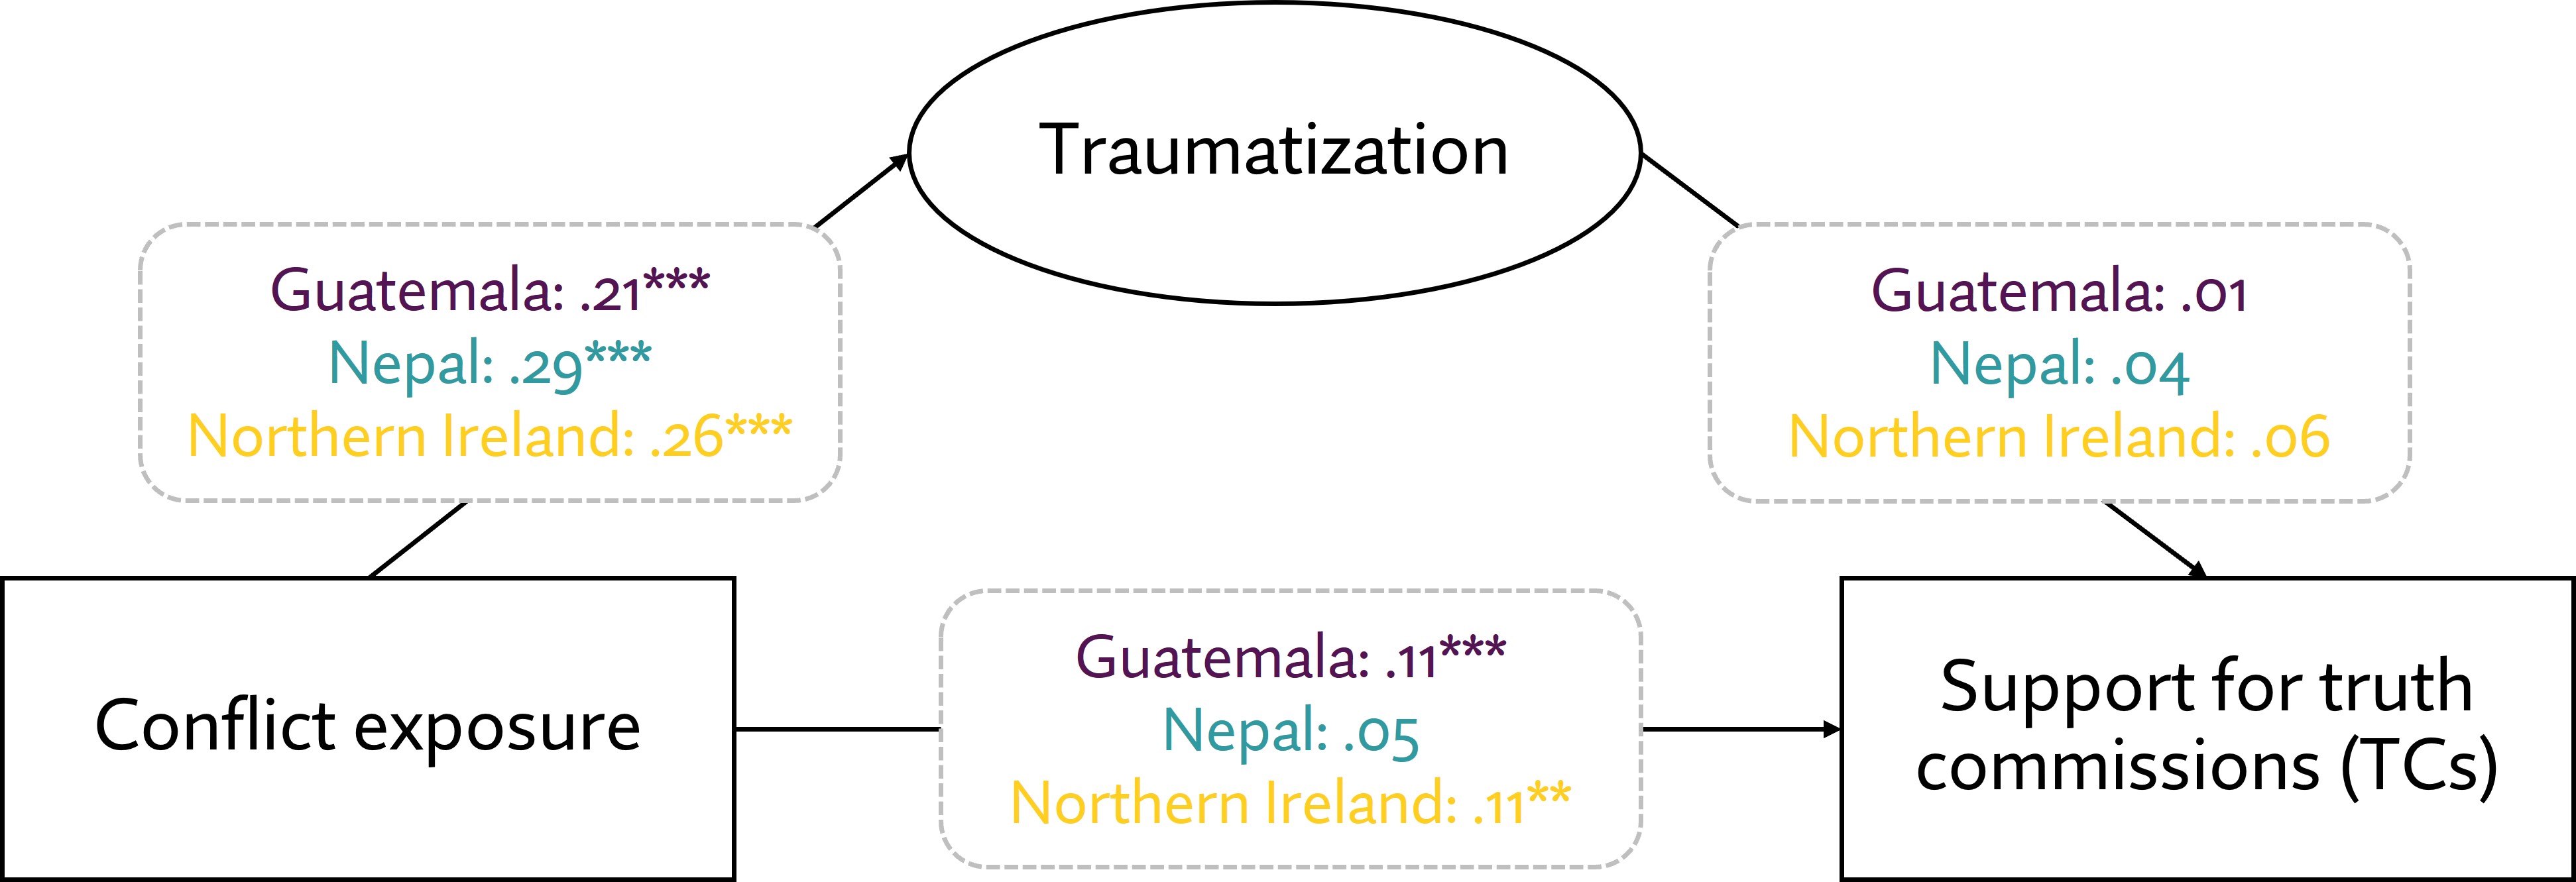 Traumatization
Guatemala: .21***
Nepal: .29***
Northern Ireland: .26***
Guatemala: .01
Nepal: .04
Northern Ireland: .06
Conflict exposure
Guatemala: .11***
Nepal: .05
Northern Ireland: .11**
Support for truth
commissions (TCs)